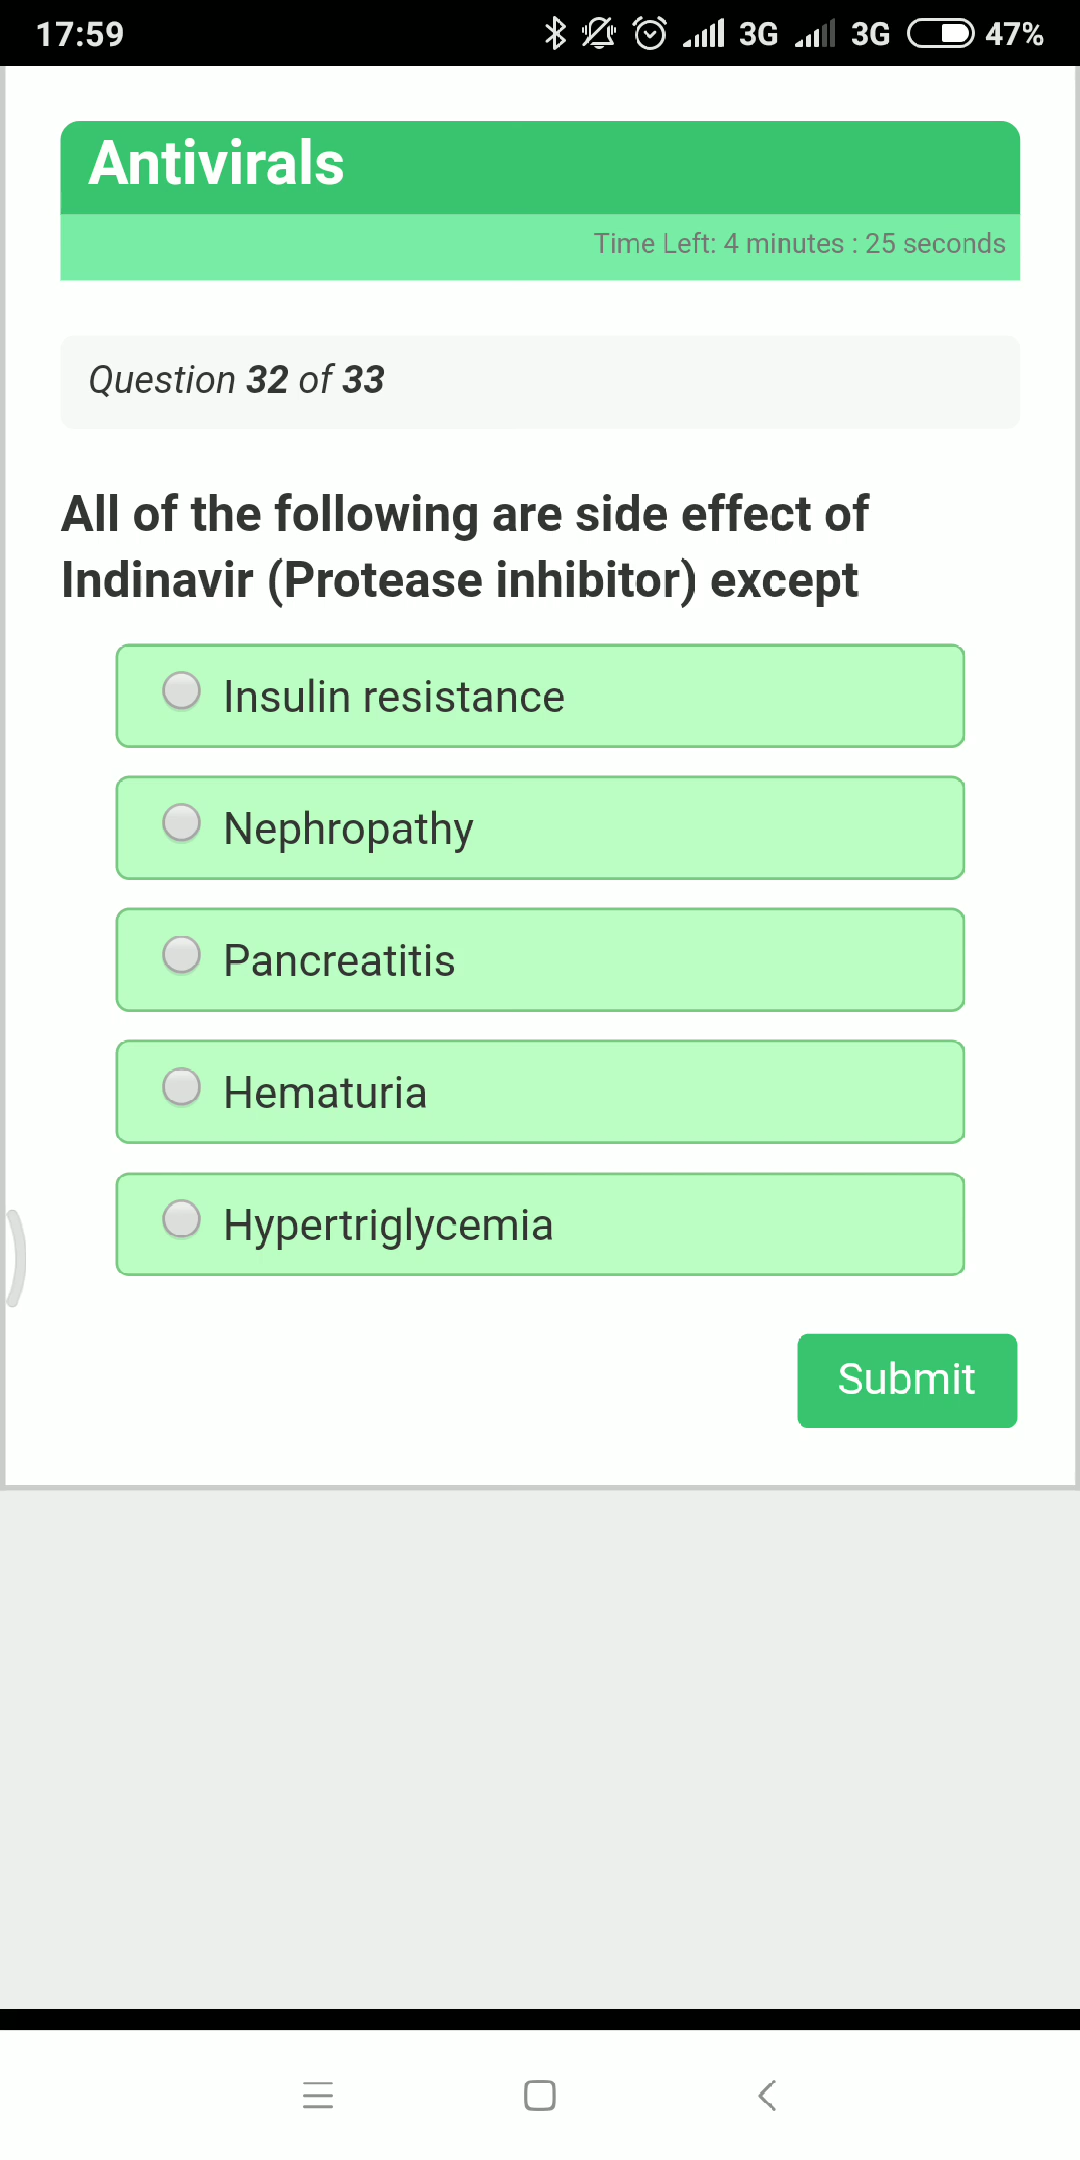 17:59 3G 3G 47%
Antivirals
Time Left: 4 minutes : 25 seconds
Question 32 of 33
All of the following are side effect of
Indinavir (Protease inhibitor) except
Insulin resistance
Nephropathy
Pancreatitis
Hematuria
Hypertriglycemia
Submit